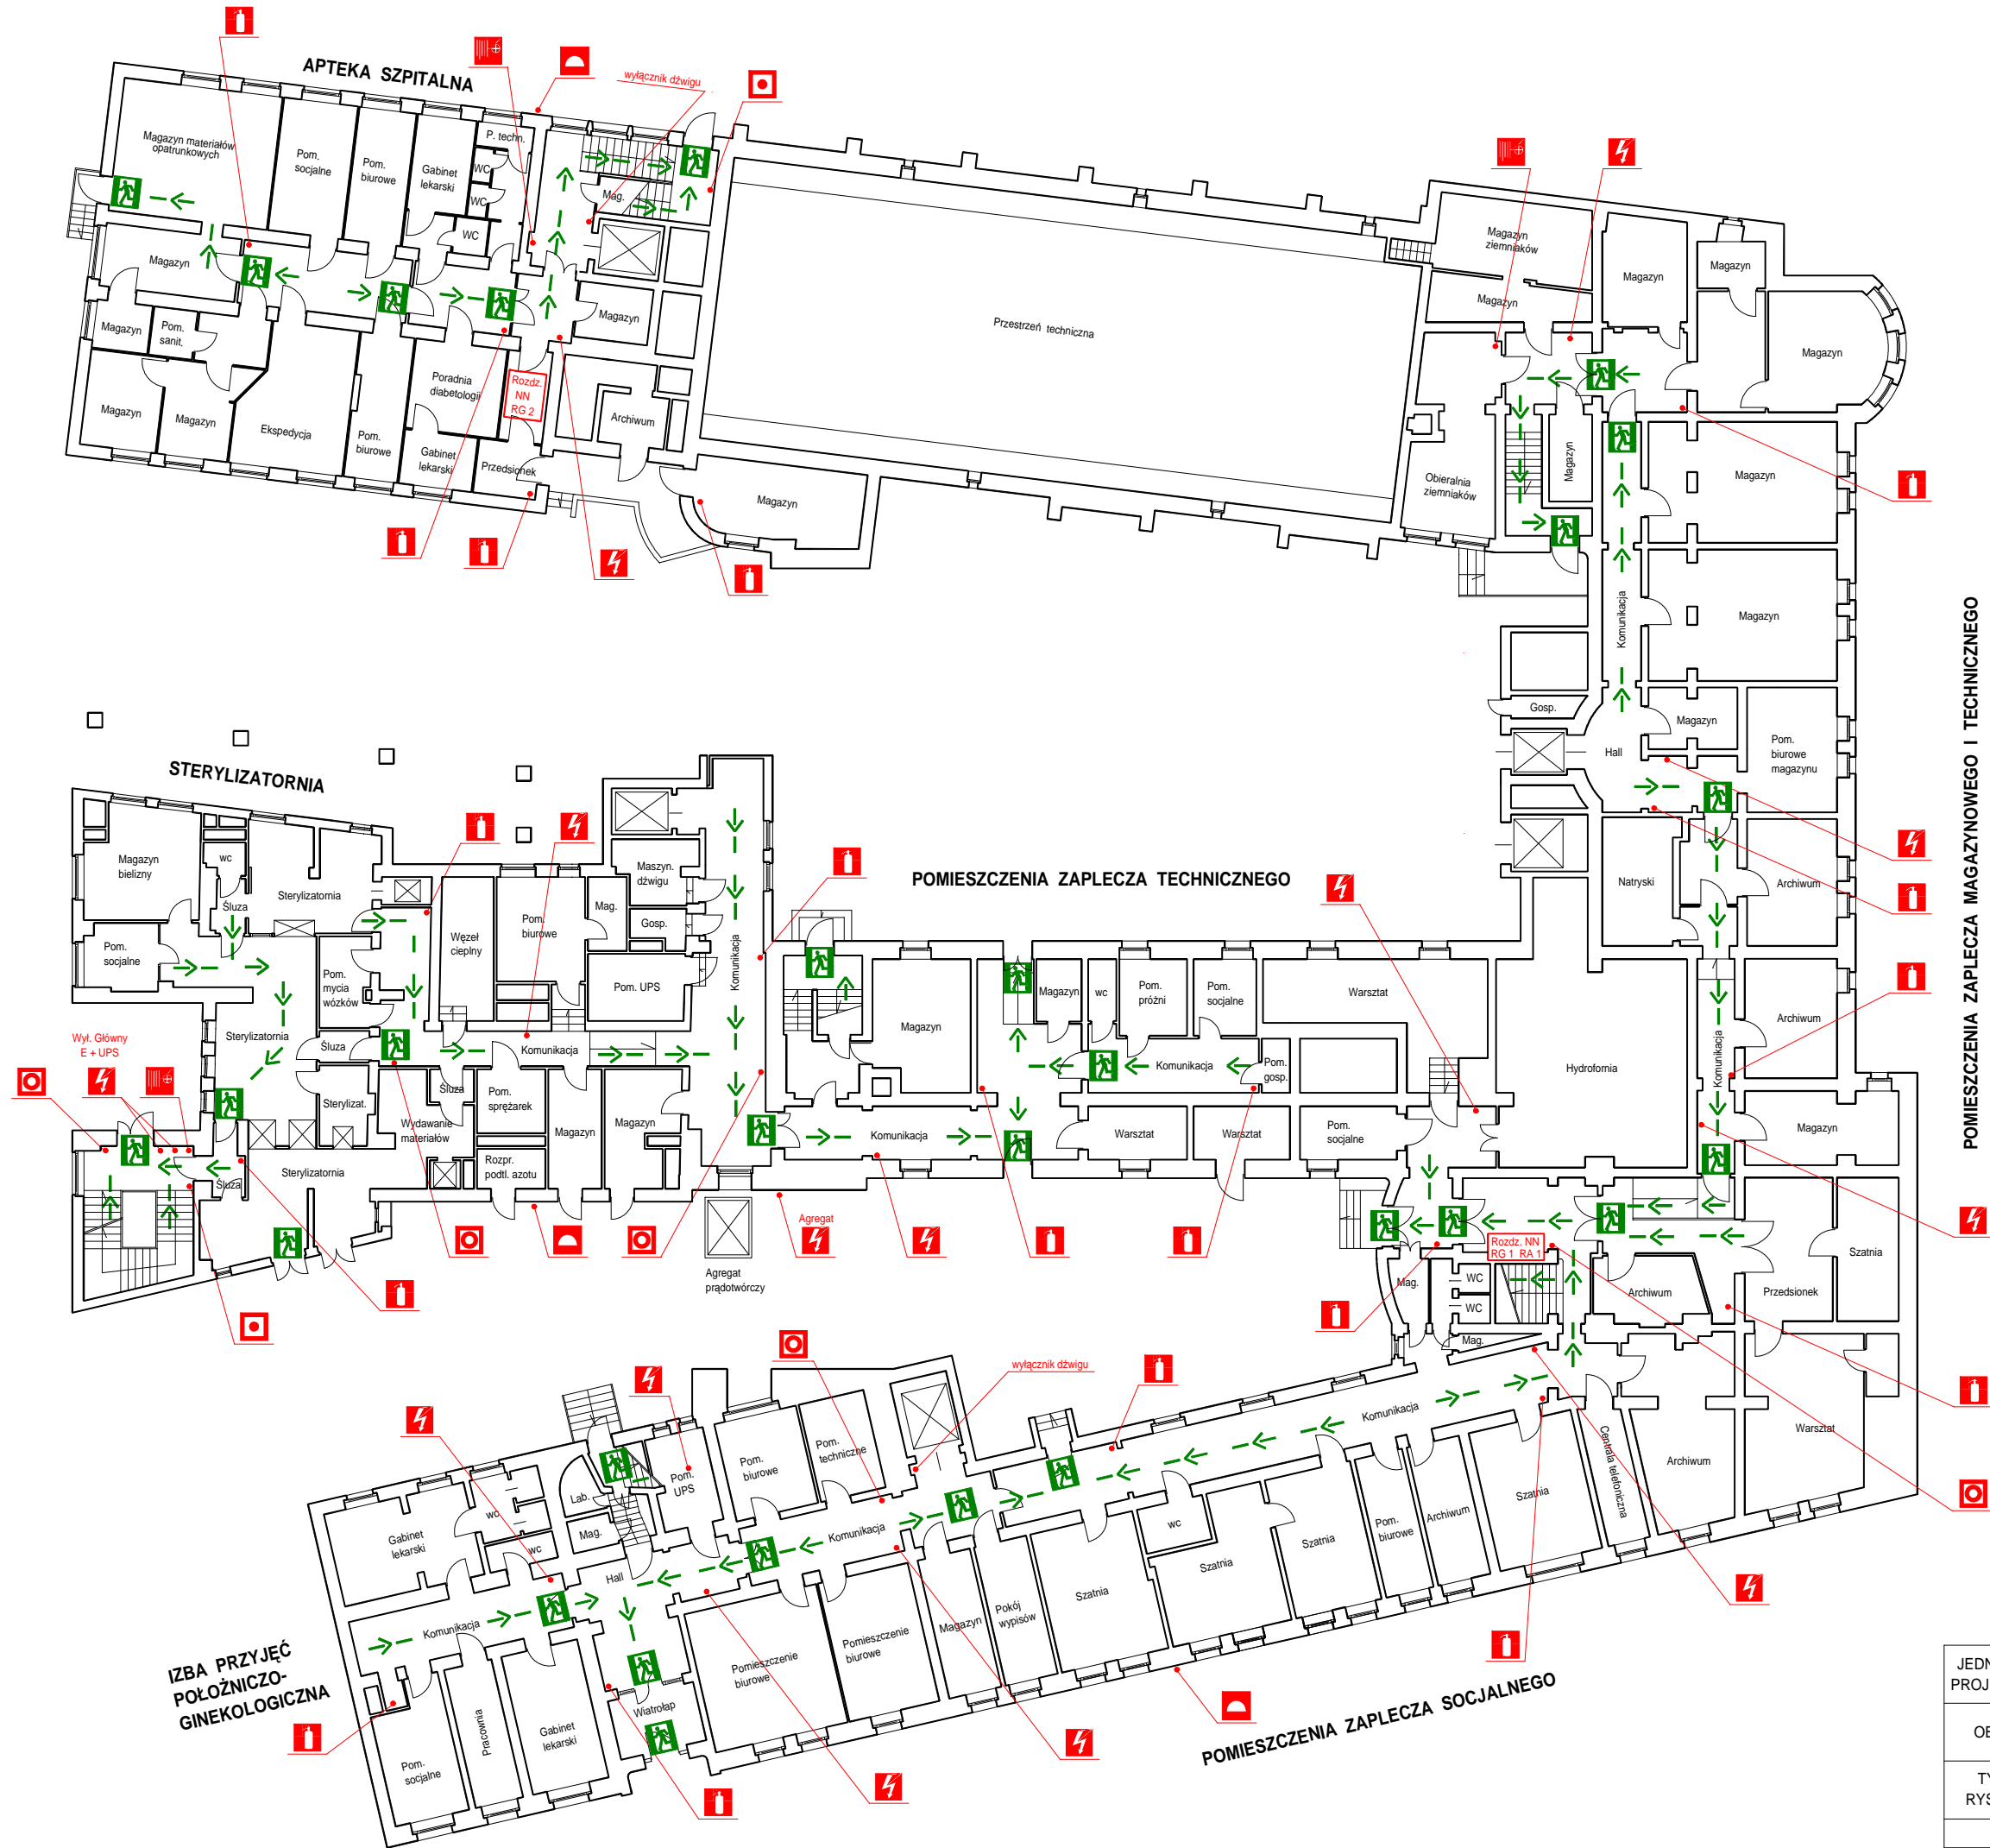 APTEKA SZPITALNA
wyłącznik dźwigu
Magazyn materiałów
opatrunkowych
Pom.
socjalne
Pom.
biurowe
Gabinet
lekarski
P. techn.
WC
WC
WC
Mag.
Magazyn
Magazyn
Pom.
sanit.
Magazyn
Magazyn
Ekspedycja
Pom.
biurowe
Poradnia
diabetologii
Gabinet
lekarski
Przedsionek
Rozdz.
NN
RG 2
Magazyn
Archiwum
Magazyn
Przestrzeń techniczna
Magazyn
ziemniaków
Magazyn
Magazyn
Magazyn
Magazyn
Obieralnia
ziemniaków
Magazyn
Magazyn
Komunikacja
Magazyn
Gosp.
Hall
Magazyn
Pom.
biurowe
magazynu
POMIESZCZENIA ZAPLECZA MAGAZYNOWEGO I TECHNICZNEGO
Natryski
Archiwum
Archiwum
Komunikacja
Magazyn
Hydrofornia
STERYLIZATORNIA
Magazyn
bielizny
wc
Śluza
Sterylizatornia
Pom.
socjalne
Pom.
mycia
wózków
Sterylizatornia
Śluza
Sterylizat.
Wydawanie
materiałów
Śluza
Sterylizatornia
Śluza
Wył. Główny
E + UPS
Węzeł
cieplny
Pom.
biurowe
Mag.
Maszyn.
dźwigu
Gosp.
Pom. UPS
Komunikacja
Komunikacja
Pom.
sprężarek
Rozpr.
podtl. azotu
Magazyn
Magazyn
Agregat
Agregat
prądotwórczy
POMIESZCZENIA ZAPLECZA TECHNICZNEGO
Magazyn
Magazyn
wc
Pom.
próżni
Pom.
socjalne
Warsztat
Komunikacja
Pom.
gosp.
Komunikacja
Warsztat
Warsztat
Pom.
socjalne
Rozdz. NN
RG 1 RA 1
Mag.
WC
WC
Mag.
Archiwum
Przedsionek
Szatnia
Warsztat
Archiwum
Centrala telefoniczna
Szatnia
Archiwum
Pom.
biurowe
Komunikacja
Szatnia
Szatnia
wc
Szatnia
Pokój
wypisów
Magazyn
wyłącznik dźwigu
Pom.
techniczne
Pom.
biurowe
Pom.
UPS
Komunikacja
Pomieszczenie
biurowe
Pomieszczenie
biurowe
Lab.
Mag.
wc
wc
Gabinet
lekarski
Hall
Komunikacja
Wiatrołap
Gabinet
lekarski
Pracownia
Pom.
socjalne
IZBA PRZYJĘĆ
POŁOŻNICZO-
GINEKOLOGICZNA
POMIESZCZENIA ZAPLECZA SOCJALNEGO
JEDN
PROJ
OB
TY
RYS